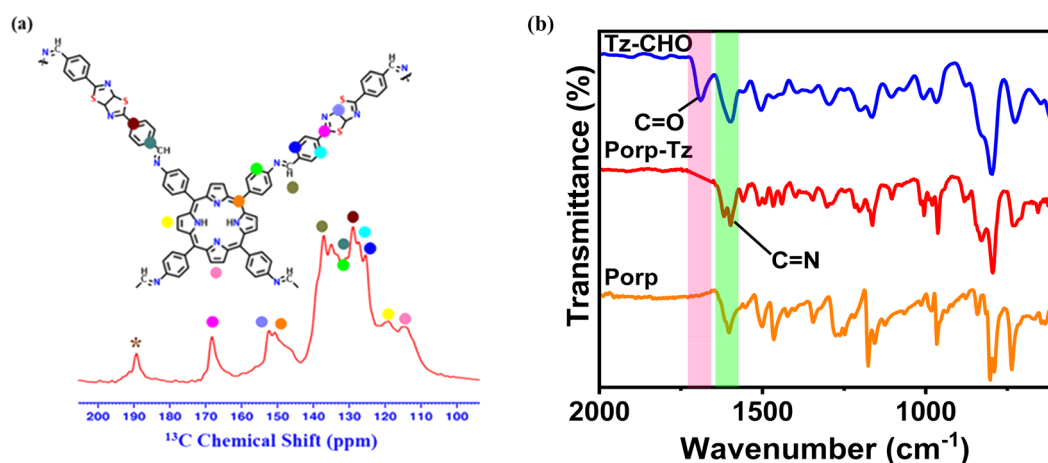 (a)
H
N=C
N
S
S
N
CH
N
C=N
H
S
N
N
S
N=C
H
N
NH
HN
N
C=N
H
N=C
H
*
200 190 180 170 160 150 140 130 120 110 100
¹³C Chemical Shift (ppm)
(b)
Transmittance (%)
Tz-CHO
C=O
Porp-Tz
C=N
Porp
2000 1500 1000
Wavenumber (cm⁻¹)